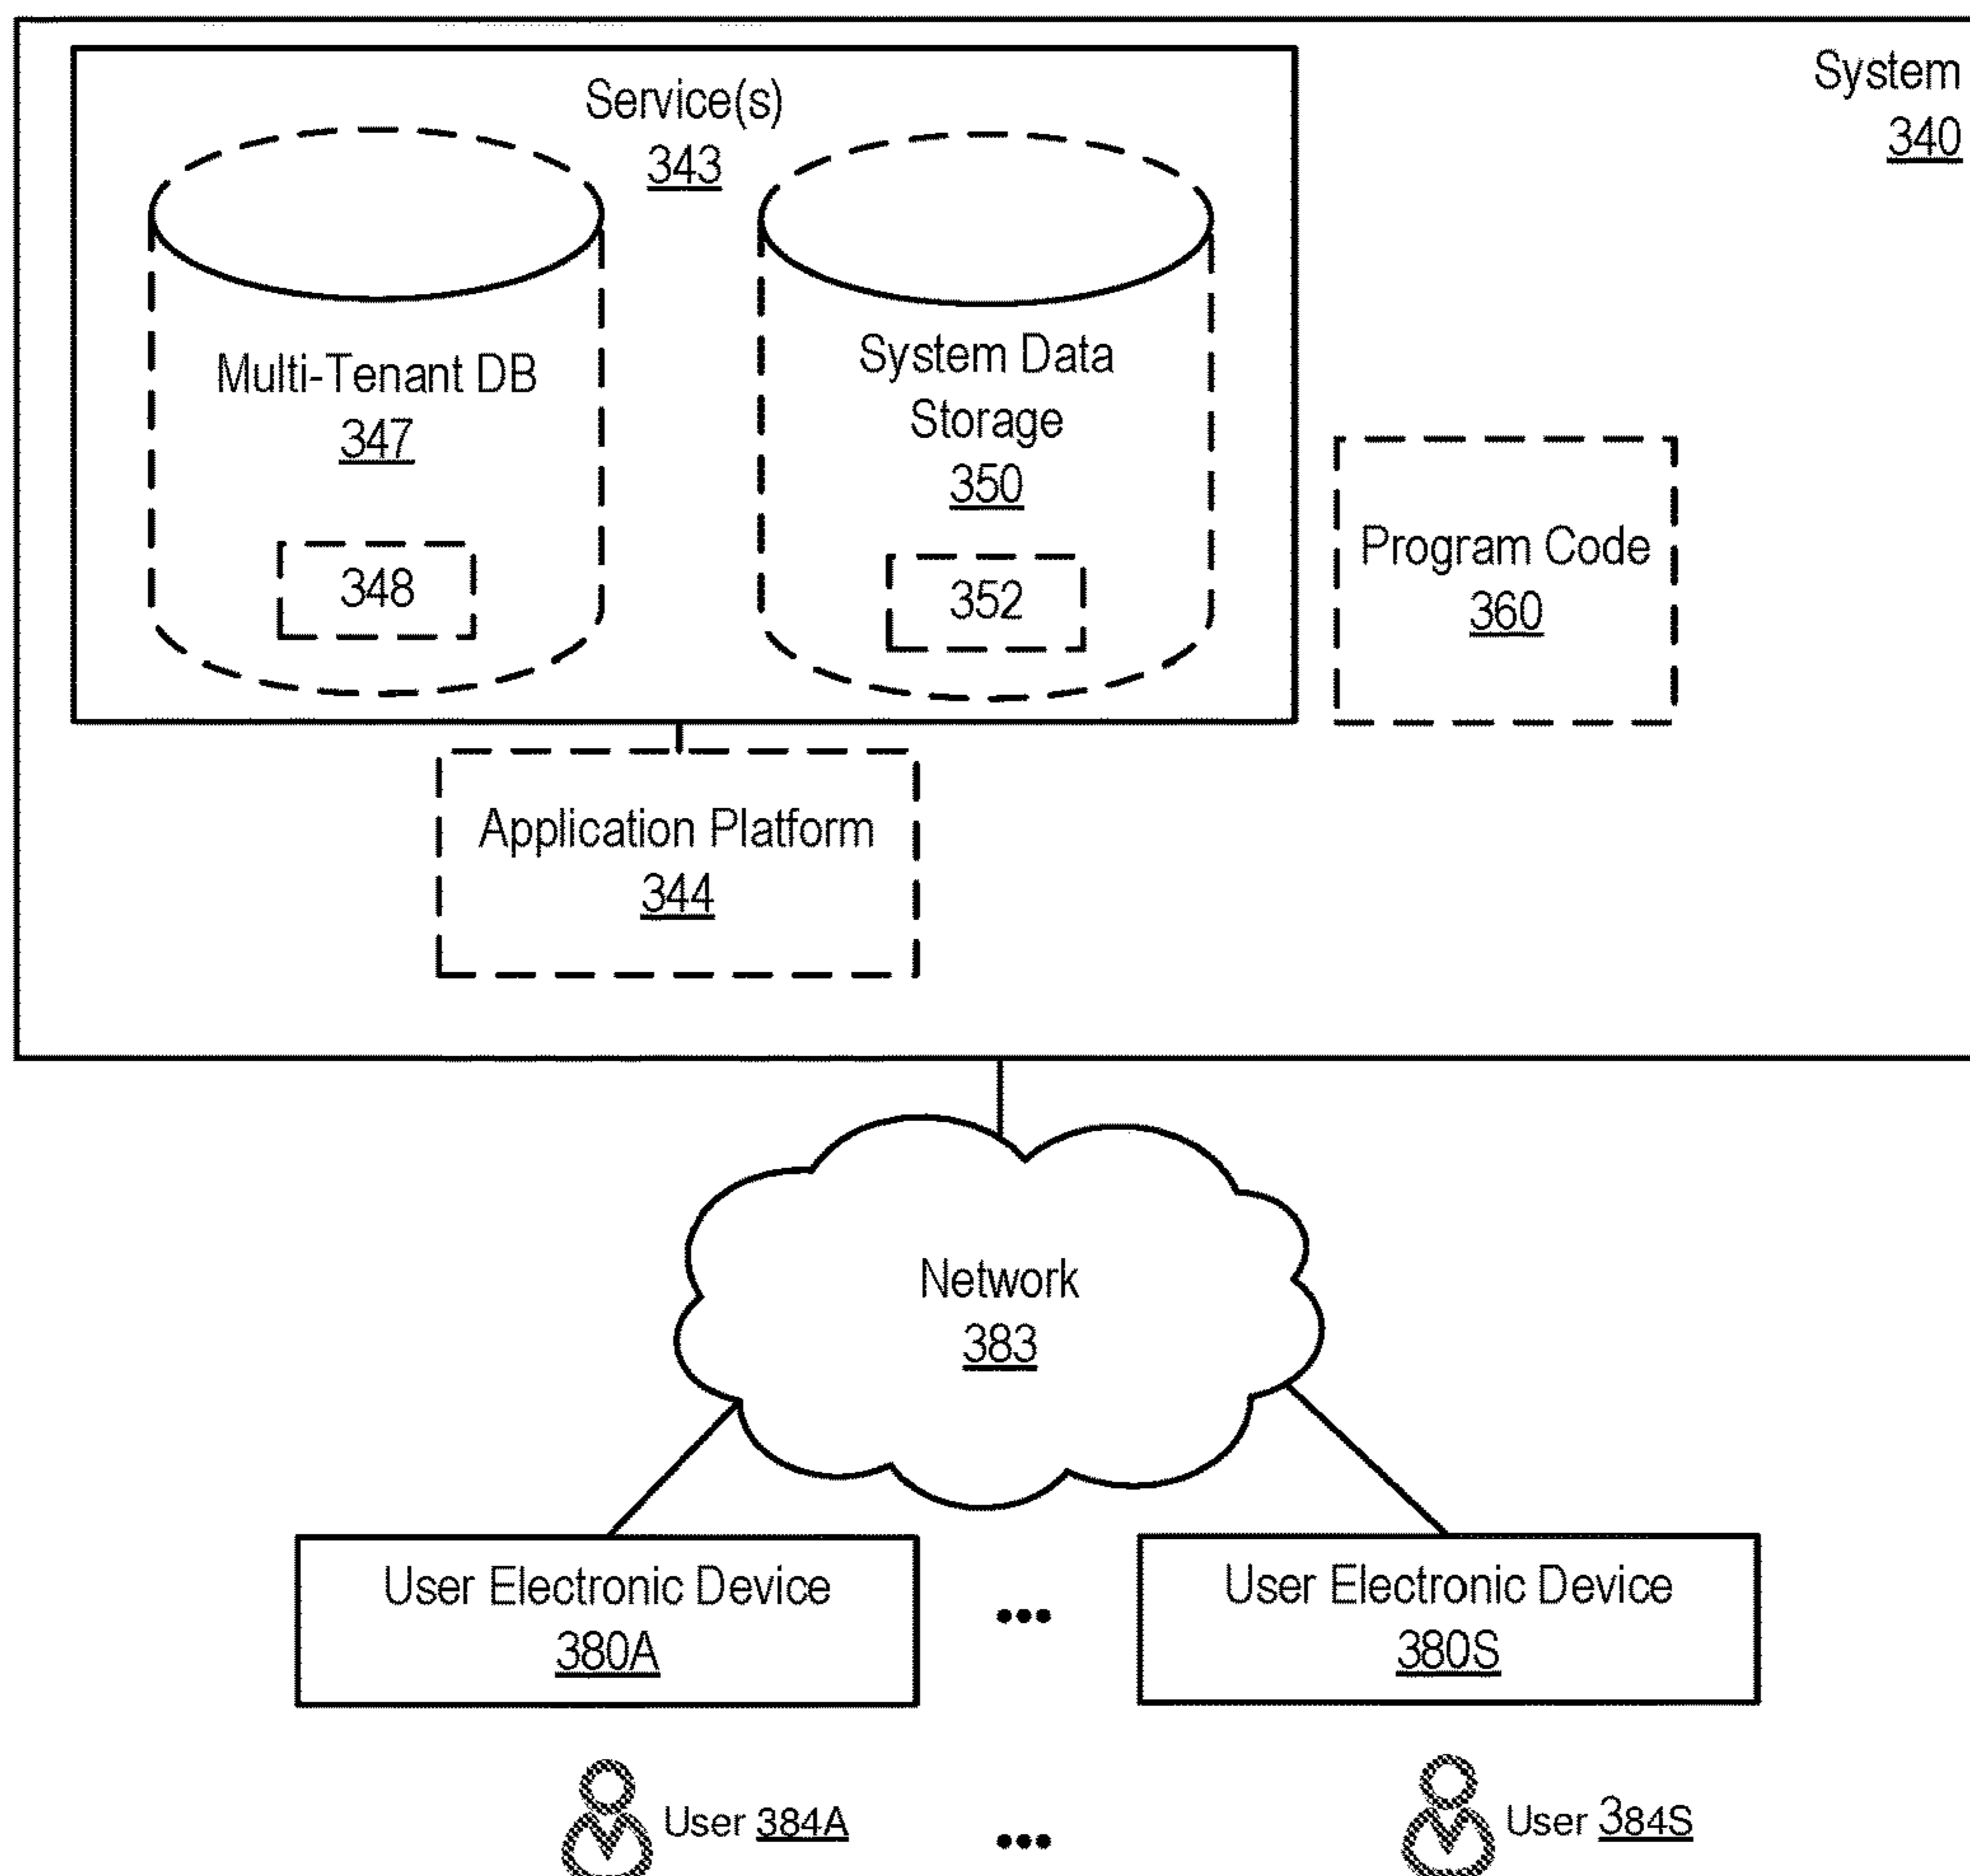 System
340
Service(s)
343
Multi-Tenant DB
347
348
System Data
Storage
350
352
Program Code
360
Application Platform
344
Network
383
User Electronic Device
380A
•••
User Electronic Device
380S
User 384A
•••
User 384S